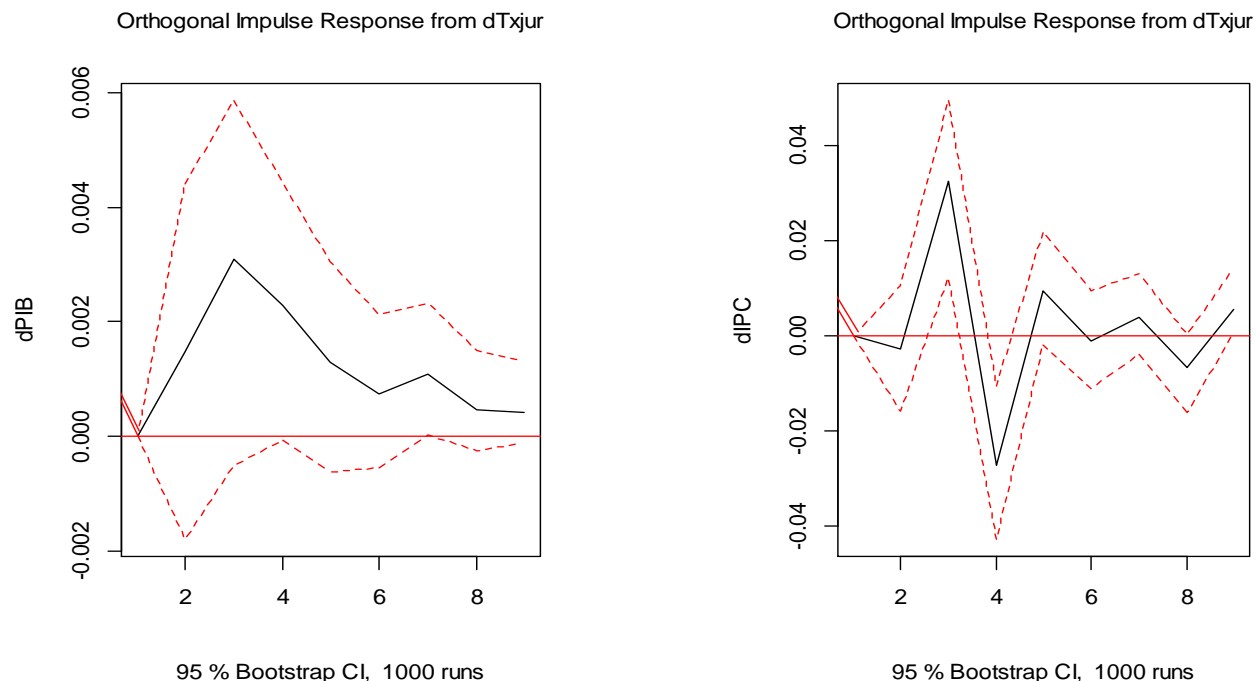 Orthogonal Impulse Response from dTxjur
dPIB
0.006
0.004
0.002
0.000
-0.002
2 4 6 8
95 % Bootstrap CI, 1000 runs
Orthogonal Impulse Response from dTxjur
dIPC
0.04
0.02
0.00
-0.02
-0.04
2 4 6 8
95 % Bootstrap CI, 1000 runs